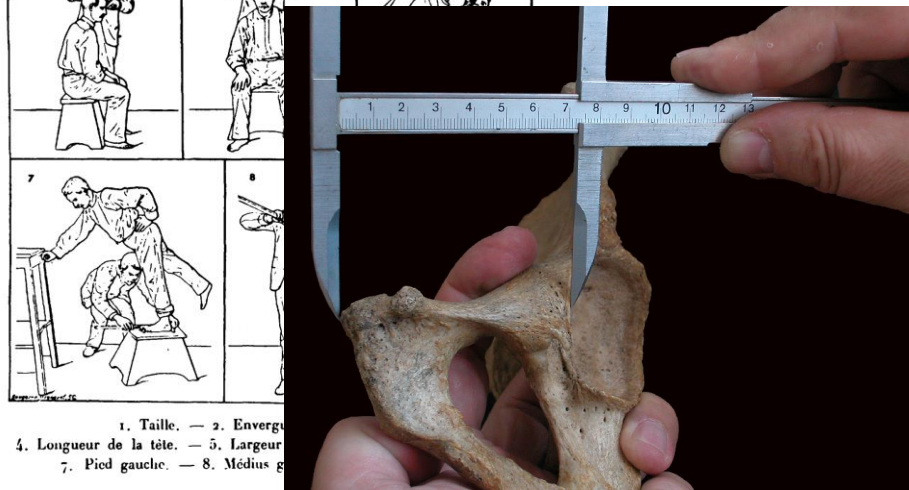 1 2 3 4 5 6 7 8 9 10 11 12 13
7 8
1. Taille. — 2. Enverg
4. Longueur de la tête. — 5. Largeur
7. Pied gauche. — 8. Médius g